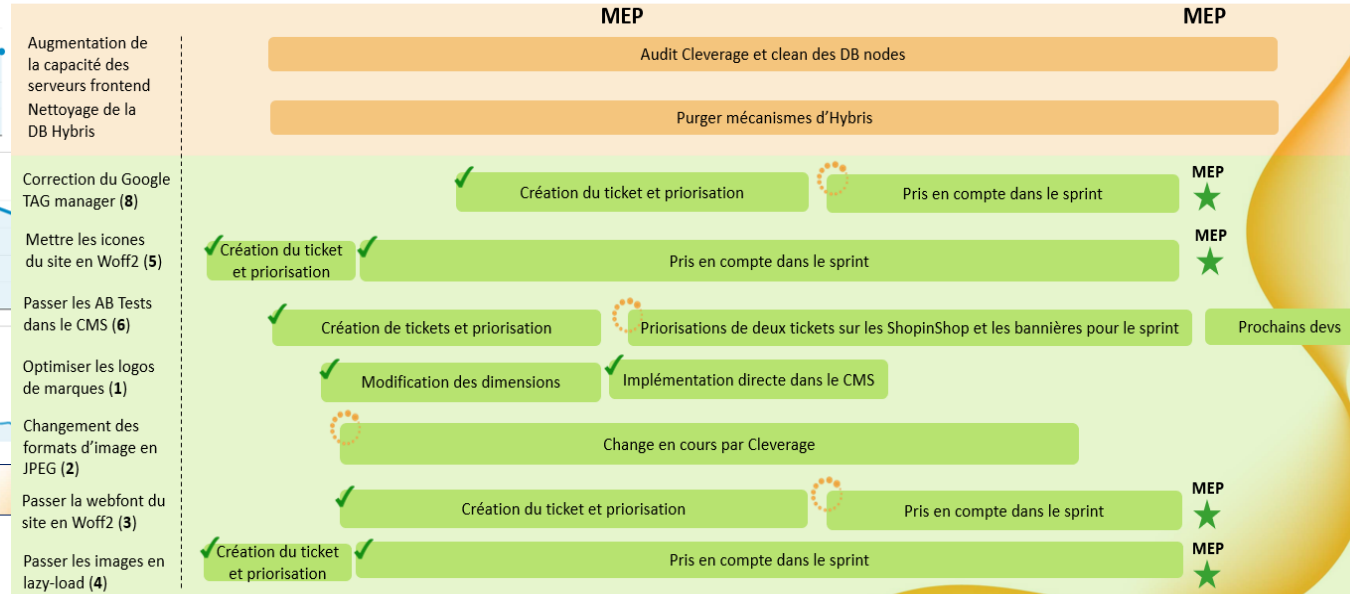 MEP
MEP
Augmentation de
la capacité des
serveurs frontend
Audit Cleverage et clean des DB nodes
Nettoyage de la
DB Hybris
Purger mécanismes d’Hybris
Correction du Google
TAG manager (8)
Création du ticket et priorisation
Pris en compte dans le sprint
MEP
Mettre les icones
du site en Woff2 (5)
Création du ticket
et priorisation
Pris en compte dans le sprint
MEP
Passer les AB Tests
dans le CMS (6)
Création de tickets et priorisation
Priorisations de deux tickets sur les ShopinShop et les bannières pour le sprint
Prochains devs
Optimiser les logos
de marques (1)
Modification des dimensions
Implémentation directe dans le CMS
Changement des
formats d’image en
JPEG (2)
Change en cours par Cleverage
Passer la webfont du
site en Woff2 (3)
Création du ticket et priorisation
Pris en compte dans le sprint
MEP
Passer les images en
lazy-load (4)
Création du ticket
et priorisation
Pris en compte dans le sprint
MEP